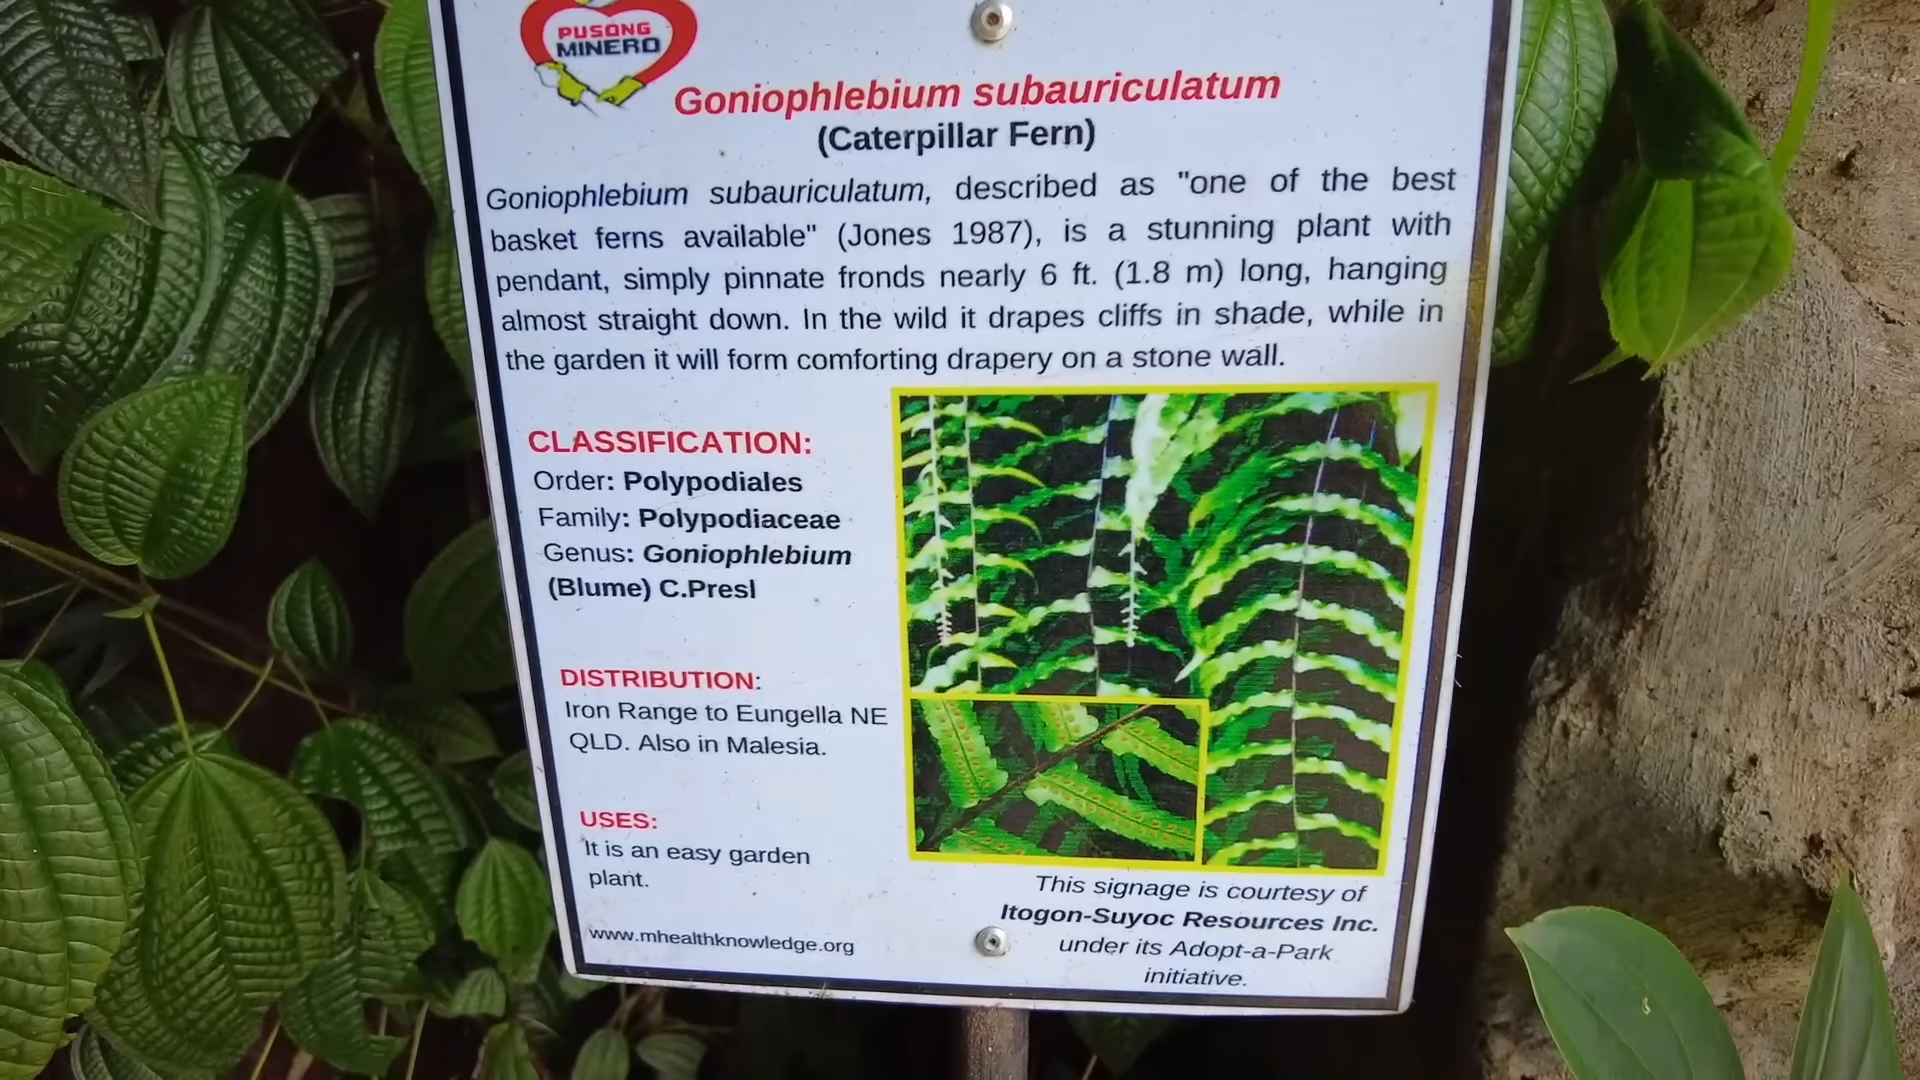 PUSONG
MINERO
Goniophlebium subauriculatum
(Caterpillar Fern)
Goniophlebium subauriculatum, described as "one of the best
basket ferns available" (Jones 1987), is a stunning plant with
pendant, simply pinnate fronds nearly 6 ft. (1.8 m) long, hanging
almost straight down. In the wild it drapes cliffs in shade, while in
the garden it will form comforting drapery on a stone wall.
CLASSIFICATION:
Order: Polypodiales
Family: Polypodiaceae
Genus: Goniophlebium
(Blume) C.Presl
DISTRIBUTION:
Iron Range to Eungella NE
QLD. Also in Malesia.
USES:
It is an easy garden
plant.
www.mhealthknowledge.org
This signage is courtesy of
Itogon-Suyoc Resources Inc.
under its Adopt-a-Park
initiative.